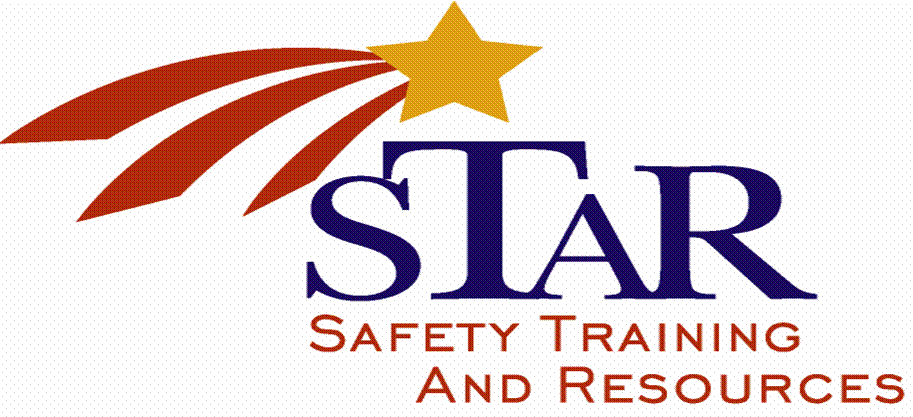 STAR
SAFETY TRAINING
AND RESOURCES